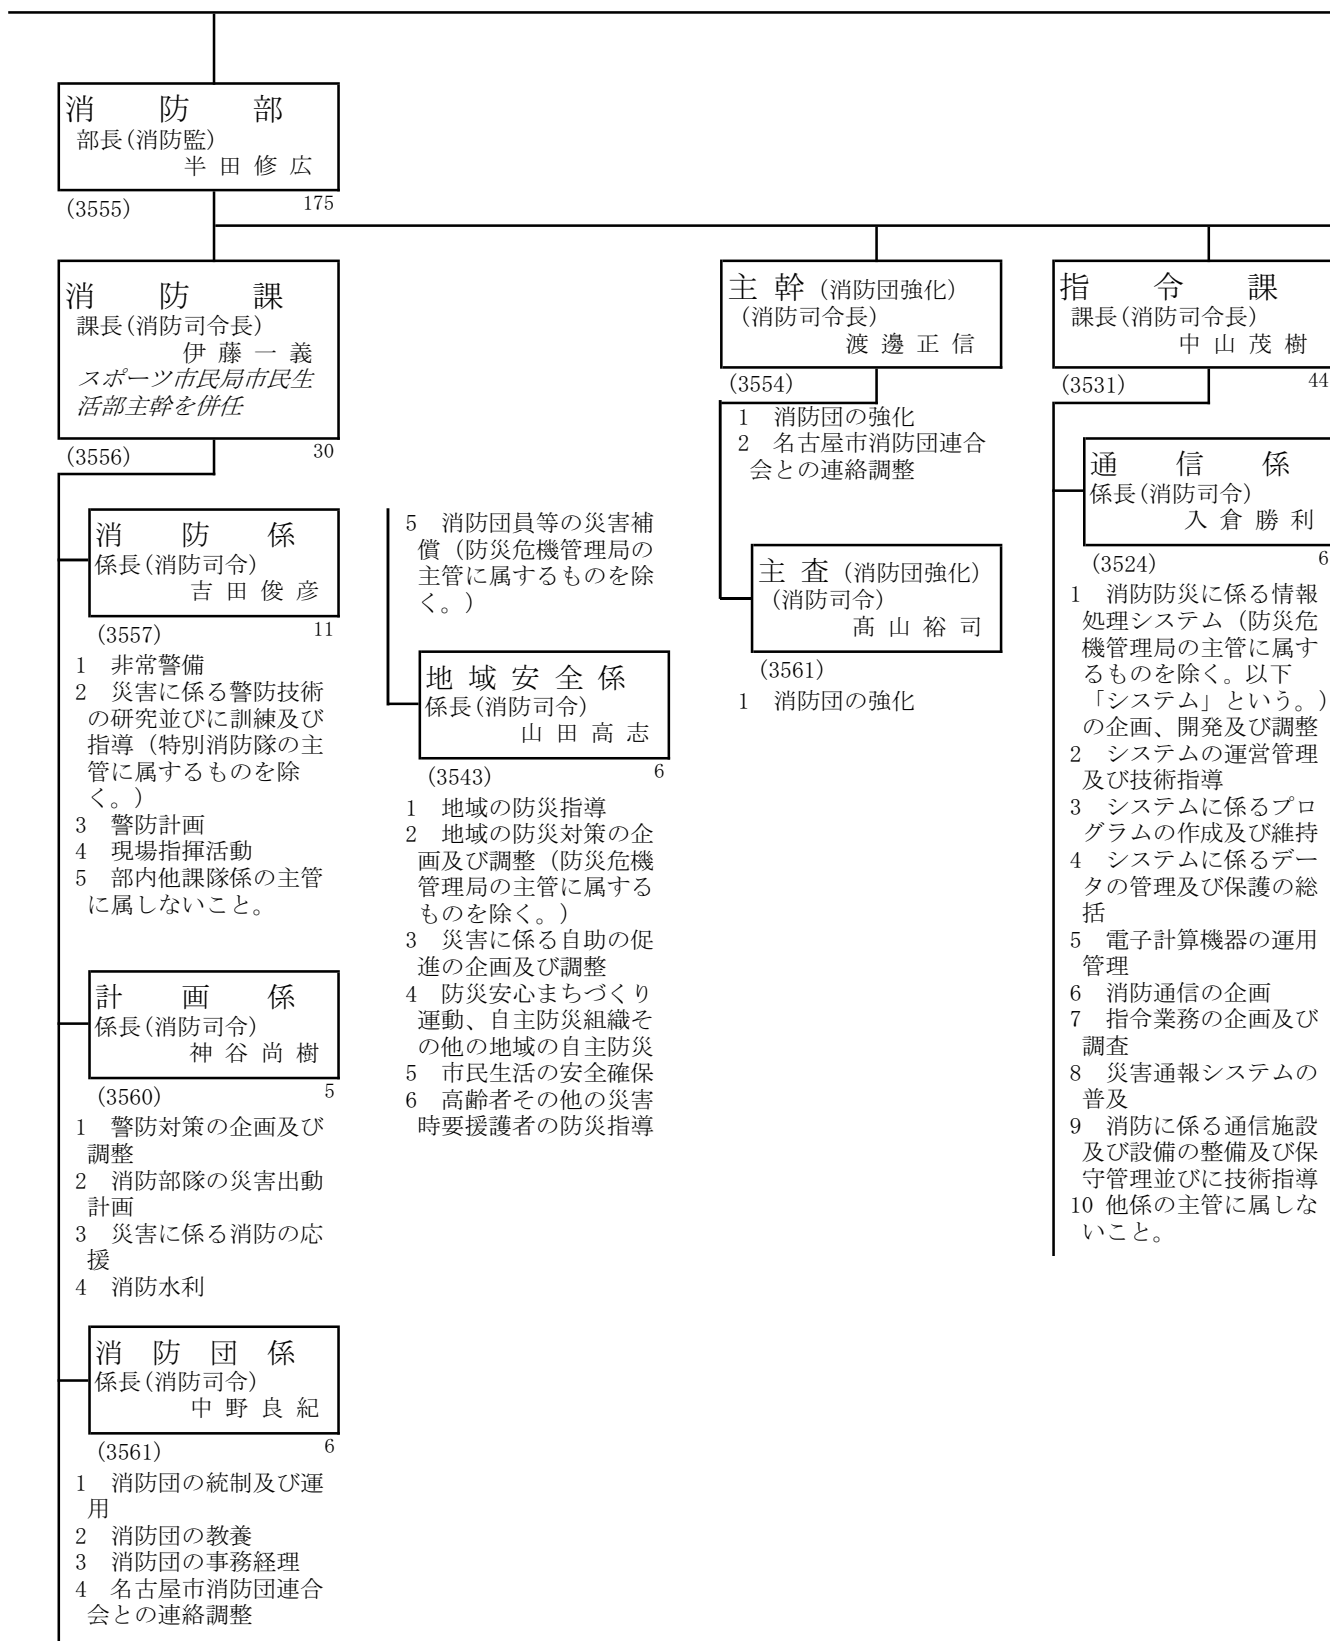 消防部
部長(消防監)
半田修広
(3555)
175
消防課
課長(消防司令長)
伊藤一義
スポーツ市民局市民生
活部主幹を併任
(3556)
30
消防係
係長(消防司令)
吉田俊彦
(3557)
11
1 非常警備
2 災害に係る警防技術
の研究並びに訓練及び
指導（特別消防隊の主
管に属するものを除
く。）
3 警防計画
4 現場指揮活動
5 部内他課隊係の主管
に属しないこと。
計画係
係長(消防司令)
神谷尚樹
(3560)
5
1 警防対策の企画及び
調整
2 消防部隊の災害出動
計画
3 災害に係る消防の応
援
4 消防水利
消防団係
係長(消防司令)
中野良紀
(3561)
6
1 消防団の統制及び運
用
2 消防団の教養
3 消防団の事務経理
4 名古屋市消防団連合
会との連絡調整
5 消防団員等の災害補
償（防災危機管理局の
主管に属するものを除
く。）
地域安全係
係長(消防司令)
山田高志
(3543)
6
1 地域の防災指導
2 地域の防災対策の企
画及び調整（防災危機
管理局の主管に属する
ものを除く。）
3 災害に係る自助の促
進の企画及び調整
4 防災安心まちづくり
運動、自主防災組織そ
の他の地域の自主防災
5 市民生活の安全確保
6 高齢者その他の災害
時要援護者の防災指導
主幹（消防団強化）
(消防司令長)
渡邊正信
(3554)
1 消防団の強化
2 名古屋市消防団連合
会との連絡調整
主査（消防団強化）
(消防司令)
髙山裕司
(3561)
1 消防団の強化
指令課
課長(消防司令長)
中山茂樹
(3531)
44
通信係
係長(消防司令)
入倉勝利
(3524)
6
1 消防防災に係る情報
処理システム（防災危
機管理局の主管に属す
るものを除く。以下
「システム」という。）
の企画、開発及び調整
2 システムの運営管理
及び技術指導
3 システムに係るプロ
グラムの作成及び維持
4 システムに係るデー
タの管理及び保護の総
括
5 電子計算機器の運用
管理
6 消防通信の企画
7 指令業務の企画及び
調査
8 災害通報システムの
普及
9 消防に係る通信施設
及び設備の整備及び保
守管理並びに技術指導
10 他係の主管に属しな
いこと。